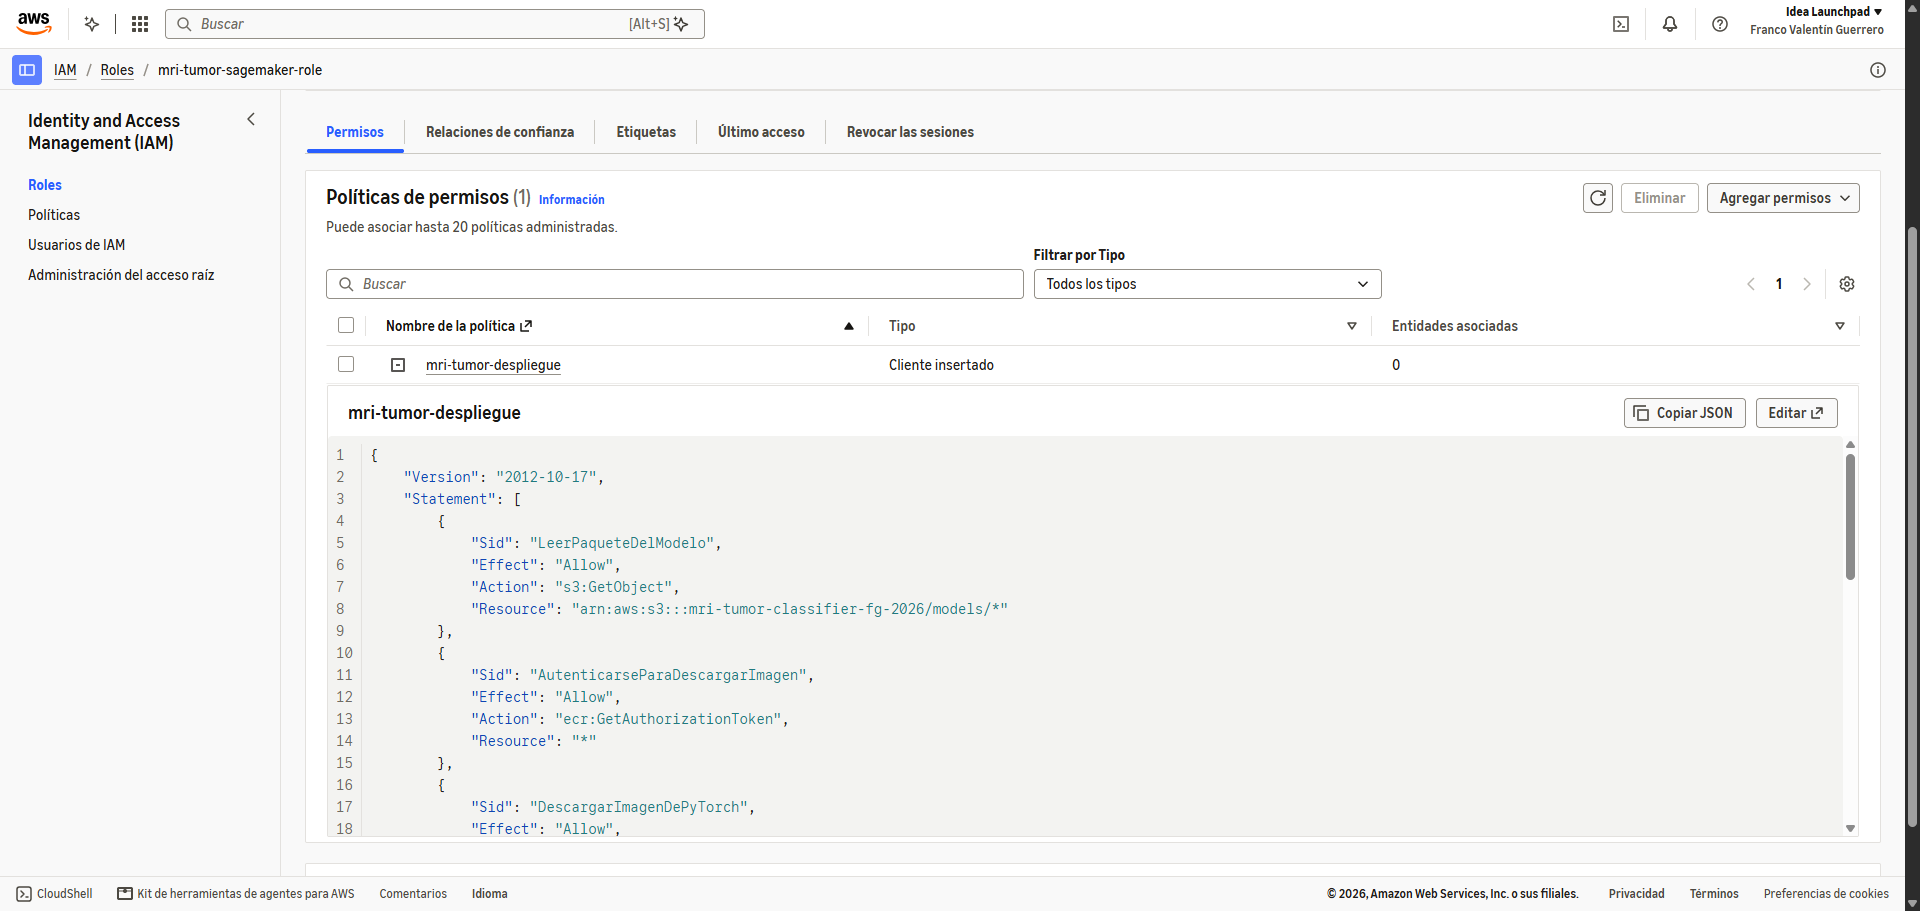 aws
Buscar
[Alt+S]
Idea Launchpad
Franco Valentín Guerrero
IAM / Roles / mri-tumor-sagemaker-role
Identity and Access
Management (IAM)
Roles
Políticas
Usuarios de IAM
Administración del acceso raíz
Permisos
Relaciones de confianza
Etiquetas
Último acceso
Revocar las sesiones
Políticas de permisos (1) Información
Puede asociar hasta 20 políticas administradas.
Eliminar
Agregar permisos
Filtrar por Tipo
Buscar
Todos los tipos
1
Nombre de la política
Tipo
Entidades asociadas
mri-tumor-despliegue
Cliente insertado
0
mri-tumor-despliegue
Copiar JSON
Editar
1 {
2 "Version": "2012-10-17",
3 "Statement": [
4 {
5 "Sid": "LeerPaqueteDelModelo",
6 "Effect": "Allow",
7 "Action": "s3:GetObject",
8 "Resource": "arn:aws:s3:::mri-tumor-classifier-fg-2026/models/*"
9 },
10 {
11 "Sid": "AutenticarseParaDescargarImagen",
12 "Effect": "Allow",
13 "Action": "ecr:GetAuthorizationToken",
14 "Resource": "*"
15 },
16 {
17 "Sid": "DescargarImagenDePyTorch",
18 "Effect": "Allow",
CloudShell
Kit de herramientas de agentes para AWS
Comentarios
Idioma
© 2026, Amazon Web Services, Inc. o sus filiales.
Privacidad
Términos
Preferencias de cookies